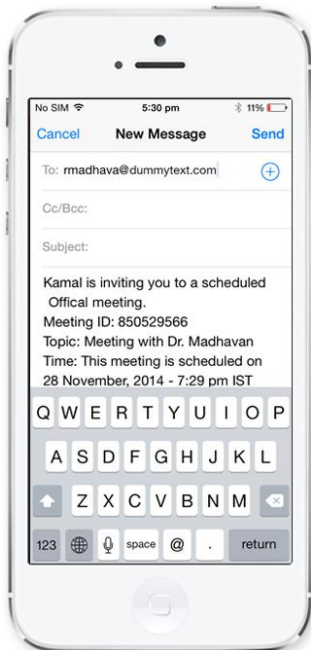 No SIM 5:30 pm 11%
Cancel New Message Send
To: rmadhava@dummytext.com
Cc/Bcc:
Subject:
Kamal is inviting you to a scheduled
Offical meeting.
Meeting ID: 850529566
Topic: Meeting with Dr. Madhavan
Time: This meeting is scheduled on
28 November, 2014 - 7:29 pm IST
Q W E R T Y U I O P
A S D F G H J K L
Z X C V B N M
123 space @ . return